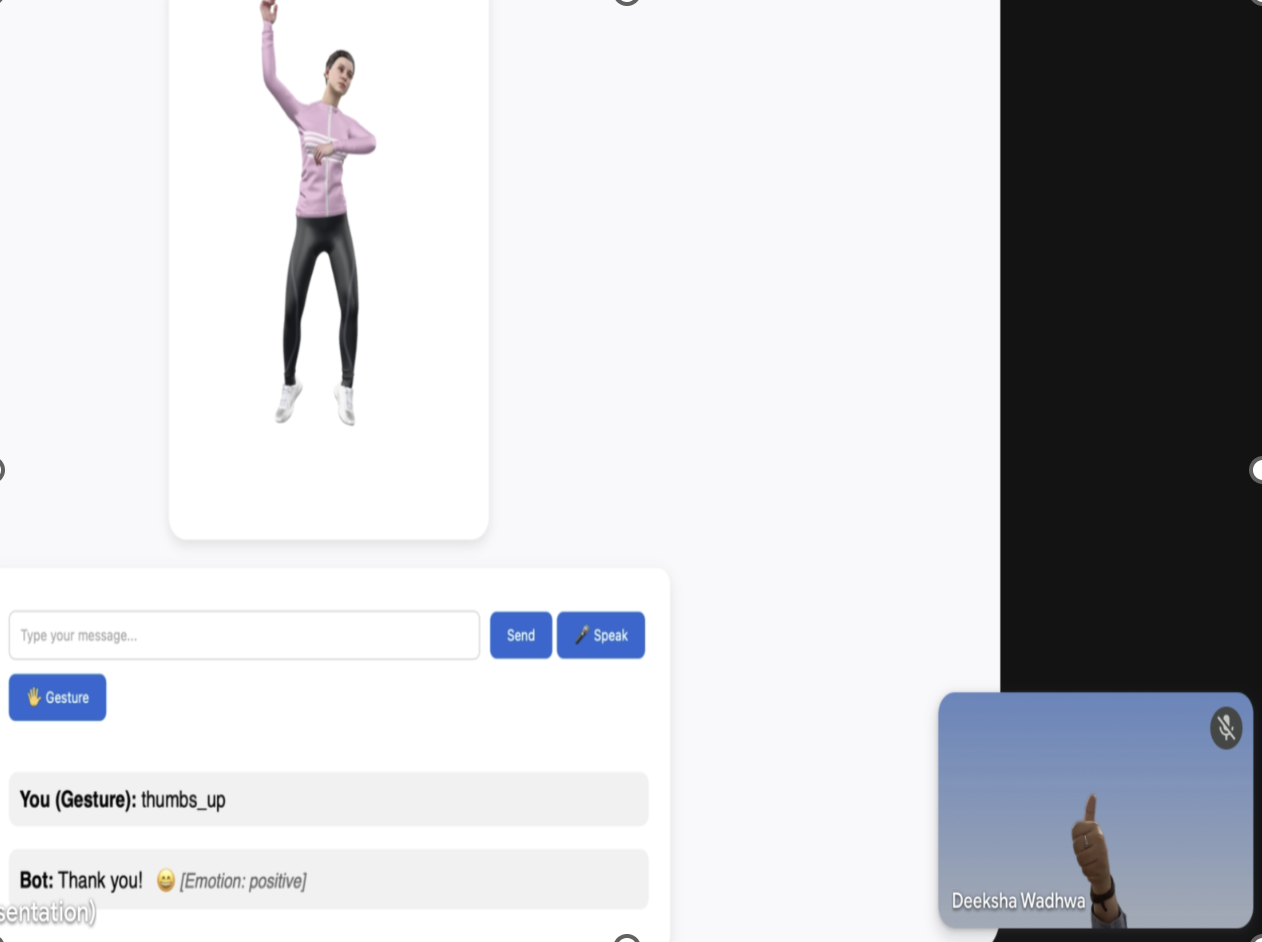 Type your message...
Send
🎤 Speak
🖐 Gesture
You (Gesture): thumbs_up
Bot: Thank you! 😀 [Emotion: positive]
sentation)
Deeksha Wadhwa